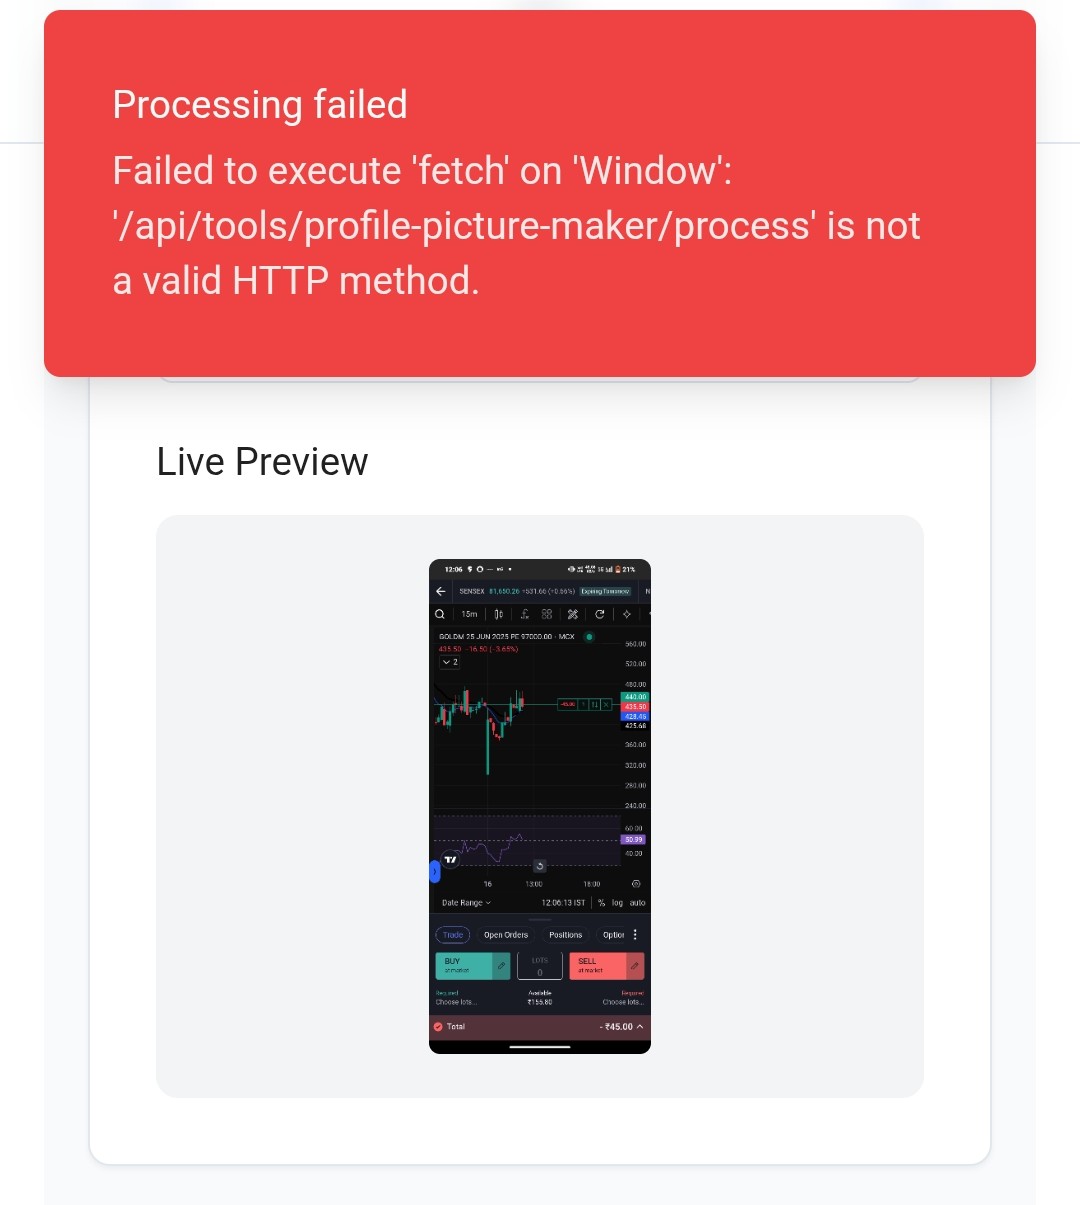 Processing failed
Failed to execute 'fetch' on 'Window':
'/api/tools/profile-picture-maker/process' is not
a valid HTTP method.
Live Preview
12:06 21%
SENSEX 81,650.26 +531.66 (+0.66%) Expiring Tomorrow N
15m
GOLDM 25 JUN 2025 PE 97000.00 · MCX
435.50 −16.50 (−3.65%)
2
560.00
520.00
480.00
440.00
-45.00
435.50
428.46
425.68
360.00
320.00
280.00
240.00
60.00
50.99
40.00
16 13:00 18:00
Date Range 12:06:13 IST % log auto
Trade Open Orders Positions Option
BUY LOTS SELL
at market 0 at market
Required Available Required
Choose lots... ₹155.80 Choose lots...
Total - ₹45.00